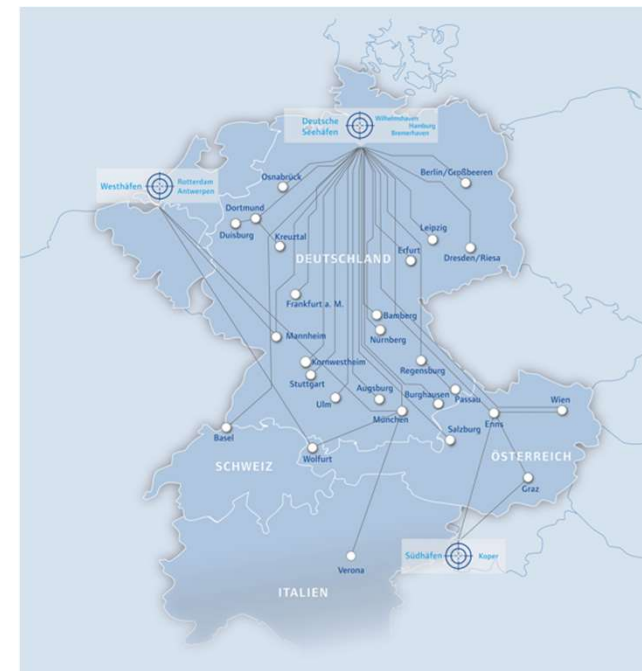 Deutsche
Seehäfen
Wilhelmshaven
Hamburg
Bremerhaven
Westhäfen
Rotterdam
Antwerpen
Osnabrück
Berlin/Großbeeren
Dortmund
Duisburg
Kreuztal
Leipzig
DEUTSCHLAND
Erfurt
Dresden/Riesa
Frankfurt a. M.
Bamberg
Nürnberg
Mannheim
Kornwestheim
Stuttgart
Regensburg
Ulm
Augsburg
Burghausen
Passau
Wien
München
Enns
Basel
Salzburg
Wolfurt
ÖSTERREICH
SCHWEIZ
Graz
Südhäfen
Koper
Verona
ITALIEN